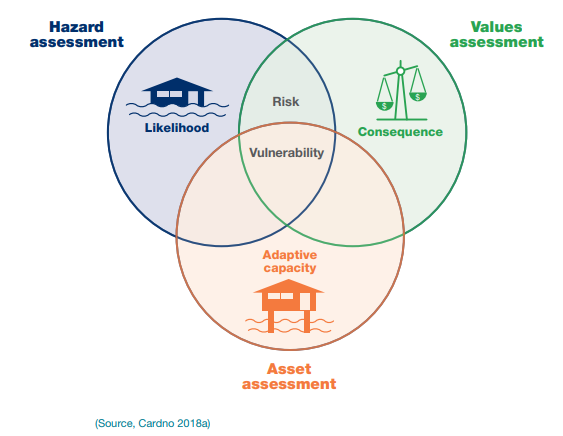 Hazard
assessment
Values
assessment
Risk
Likelihood
Consequence
Vulnerability
Adaptive
capacity
Asset
assessment
(Source, Cardno 2018a)
$
$